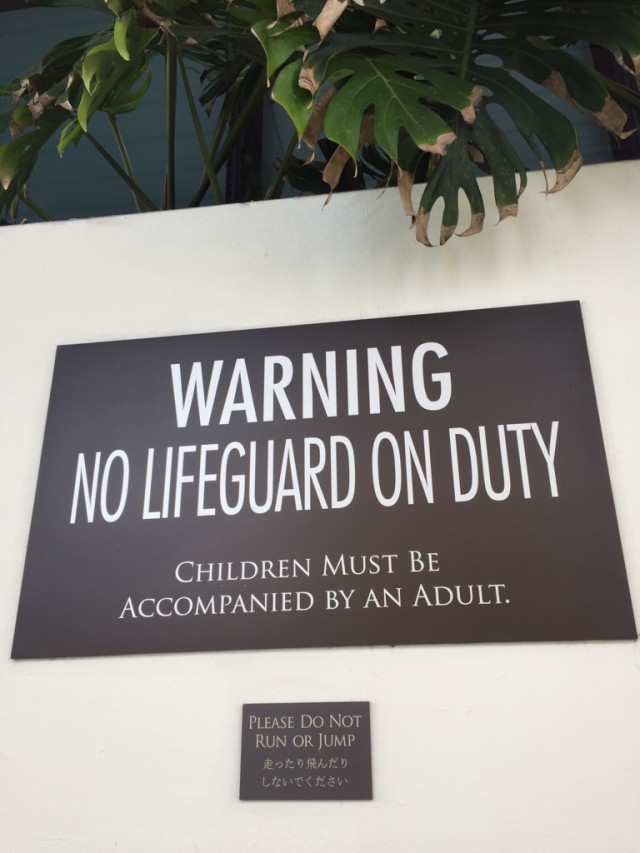 WARNING
NO LIFEGUARD ON DUTY
CHILDREN MUST BE
ACCOMPANIED BY AN ADULT.
PLEASE DO NOT
RUN OR JUMP
走ったり飛んだり
しないでください